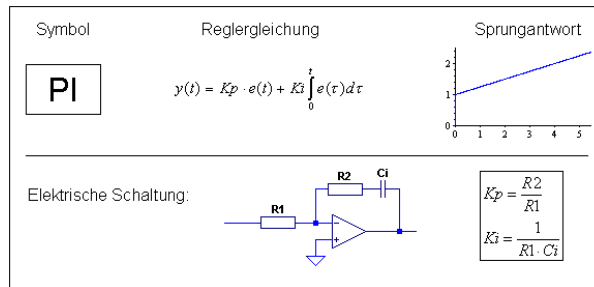 Symbol Reglergleichung Sprungantwort
PI
y(t) = Kp · e(t) + Ki∫₀ᵗ e(τ)dτ
2
1
0
0 1 2 3 4 5
Elektrische Schaltung:
R1
R2
Ci
-
+
Kp = R2/R1
Ki = 1/(R1 · Ci)